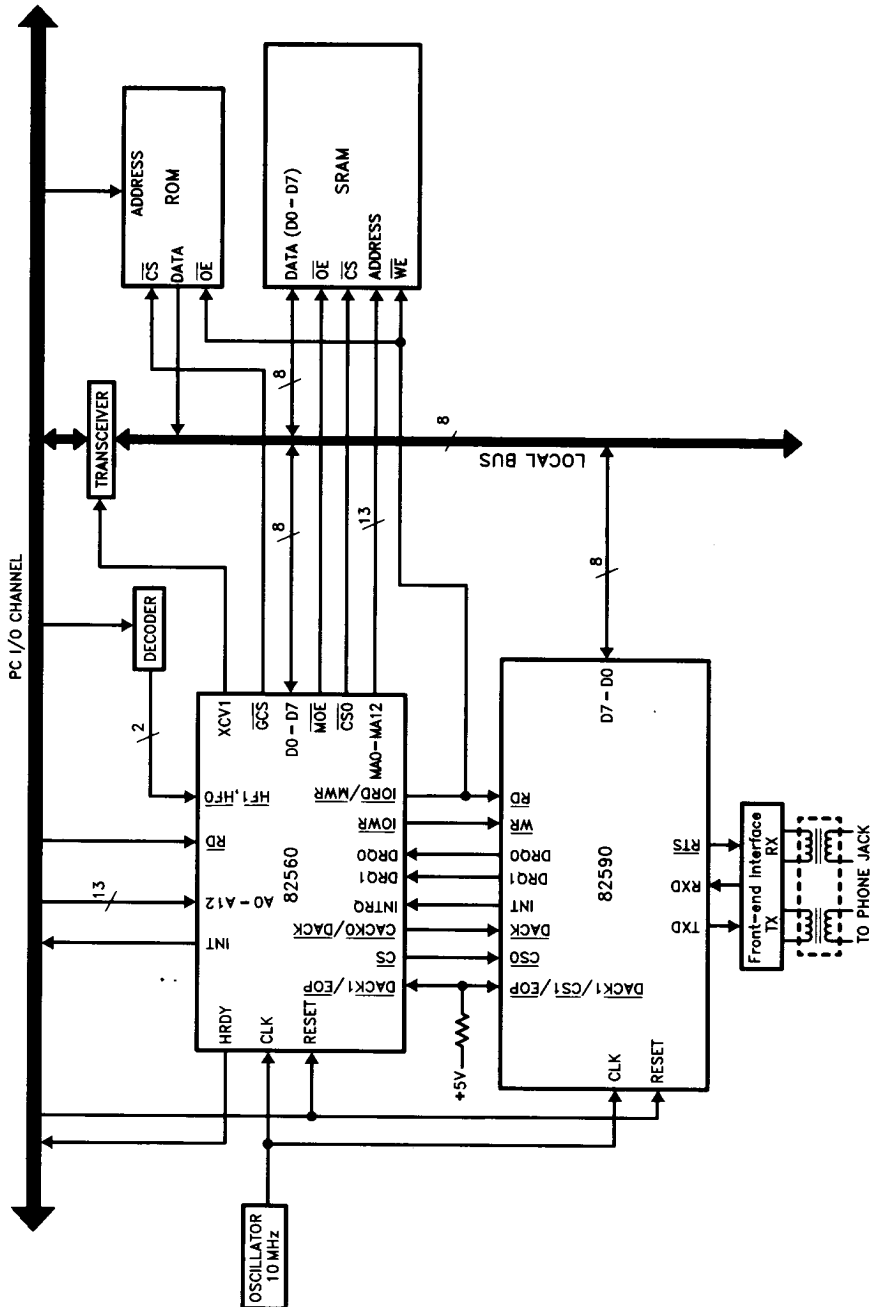 PC I/O CHANNEL
OSCILLATOR
10 MHz
HRDY
CLK
RESET
INT
13
A0-A12
RD
2
HF1, HF0
DECODER
82560
XCV1
GCS
D0-D7
MOE
CS0
MA0-MA12
DACK1/EOP
CS
CACK0/DACK
INTRQ
DRQ1
DRQ0
IOWR
IORD/MWR
TRANSCEIVER
8
13
8
8
LOCAL BUS
8
ADDRESS
ROM
CS
DATA
OE
SRAM
DATA (D0-D7)
OE
CS
ADDRESS
WE
+5V
DACK1/CS1/EOP
CS0
DACK
INT
DRQ1
DRQ0
WR
RD
82590
D7-D0
CLK
RESET
TXD
RXD
RTS
Front-end Interface
TX
RX
TO PHONE JACK